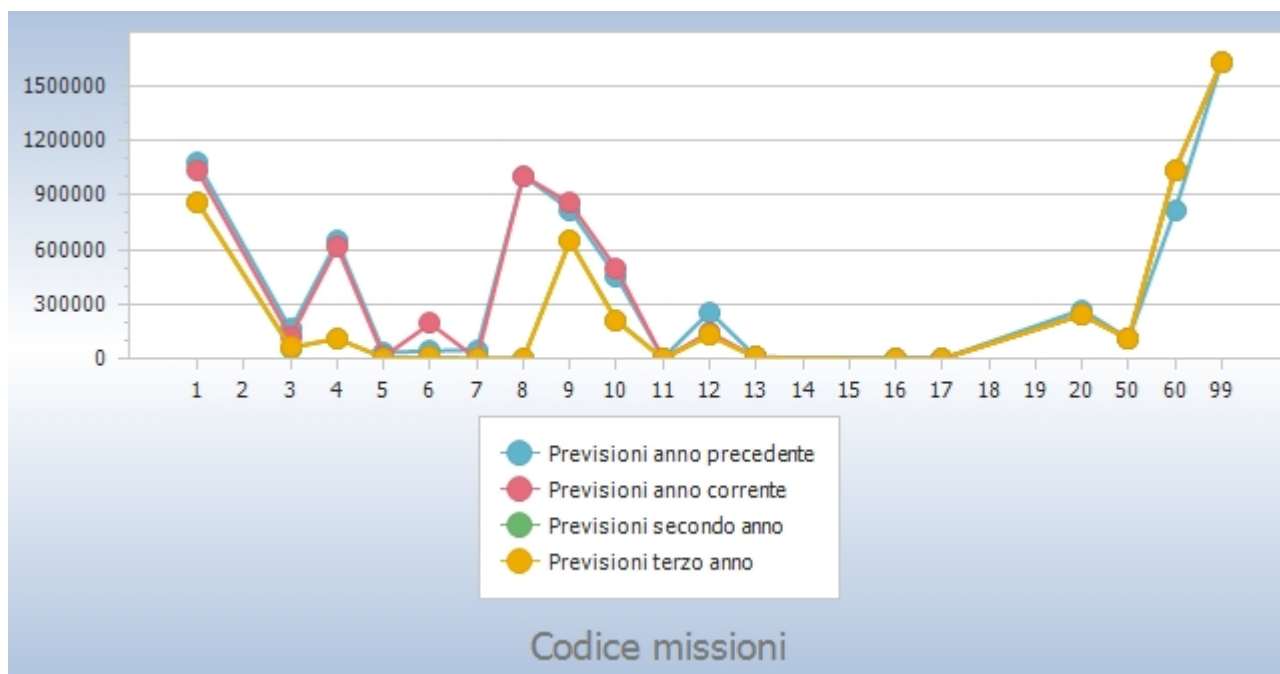 1500000
1200000
900000
600000
300000
0
1 2 3 4 5 6 7 8 9 10 11 12 13 14 15 16 17 18 19 20 50 60 99
Previsioni anno precedente
Previsioni anno corrente
Previsioni secondo anno
Previsioni terzo anno
Codice missioni